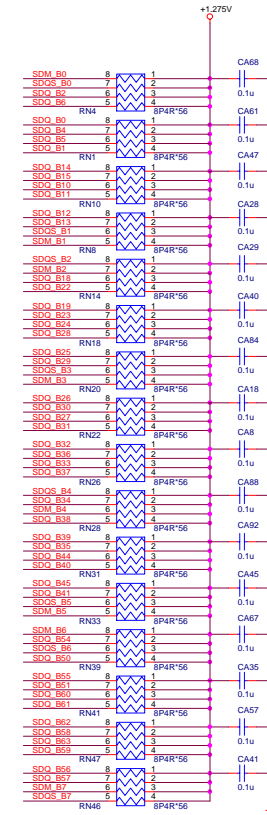 +1.275V
CA68
SDM_B0 8 1
SDQS_B0 7 2
SDQ_B2 6 3 0.1u
SDQ_B6 5 4
RN4 8P4R*56 CA61
SDQ_B0 8 1
SDQ_B4 7 2
SDQ_B5 6 3 0.1u
SDQ_B1 5 4
RN1 8P4R*56 CA47
SDQ_B14 8 1
SDQ_B15 7 2
SDQ_B10 6 3 0.1u
SDQ_B11 5 4
RN10 8P4R*56 CA28
SDQ_B12 8 1
SDQ_B13 7 2
SDQS_B1 6 3 0.1u
SDM_B1 5 4
RN8 8P4R*56 CA29
SDQS_B2 8 1
SDM_B2 7 2
SDQ_B18 6 3 0.1u
SDQ_B22 5 4
RN14 8P4R*56 CA40
SDQ_B19 8 1
SDQ_B23 7 2
SDQ_B24 6 3 0.1u
SDQ_B28 5 4
RN18 8P4R*56 CA84
SDQ_B25 8 1
SDQ_B29 7 2
SDQS_B3 6 3 0.1u
SDM_B3 5 4
RN20 8P4R*56 CA18
SDQ_B26 8 1
SDQ_B30 7 2
SDQ_B27 6 3 0.1u
SDQ_B31 5 4
RN22 8P4R*56 CA8
SDQ_B32 8 1
SDQ_B36 7 2
SDQ_B33 6 3 0.1u
SDQ_B37 5 4
RN26 8P4R*56 CA88
SDQS_B4 8 1
SDQ_B34 7 2
SDM_B4 6 3 0.1u
SDQ_B38 5 4
RN28 8P4R*56 CA92
SDQ_B39 8 1
SDQ_B35 7 2
SDQ_B44 6 3 0.1u
SDQ_B40 5 4
RN31 8P4R*56 CA45
SDQ_B45 8 1
SDQ_B41 7 2
SDQS_B5 6 3 0.1u
SDM_B5 5 4
RN33 8P4R*56 CA67
SDM_B6 8 1
SDQ_B54 7 2
SDQS_B6 6 3 0.1u
SDQ_B50 5 4
RN39 8P4R*56 CA35
SDQ_B55 8 1
SDQ_B51 7 2
SDQ_B60 6 3 0.1u
SDQ_B61 5 4
RN41 8P4R*56 CA57
SDQ_B62 8 1
SDQ_B58 7 2
SDQ_B63 6 3 0.1u
SDQ_B59 5 4
RN47 8P4R*56 CA41
SDQ_B56 8 1
SDQ_B57 7 2
SDM_B7 6 3 0.1u
SDQS_B7 5 4
RN46 8P4R*56